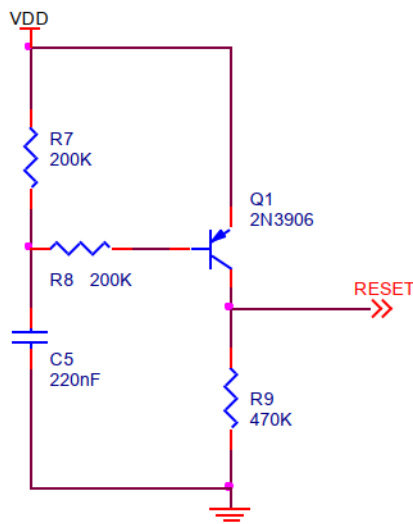 VDD
R7
200K
Q1
2N3906
R8 200K
RESET
C5
220nF
R9
470K